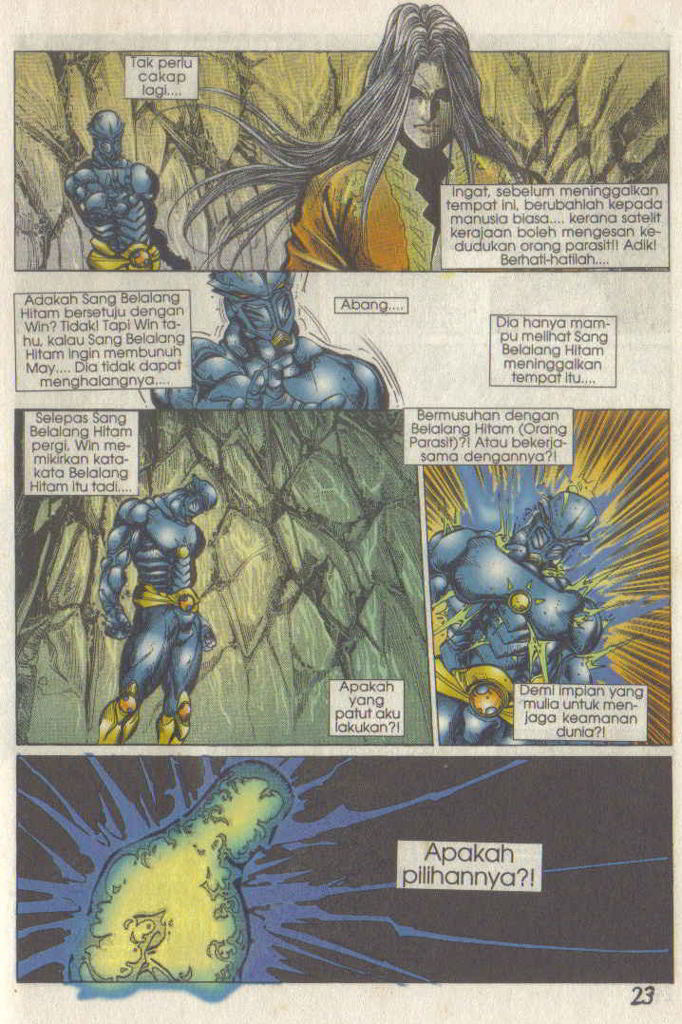 Tak perlu
cakap
lagi....
Ingat, sebelum meninggalkan
tempat ini, berubahlah kepada
manusia biasa.... kerana satelit
kerajaan boleh mengesan ke-
dudukan orang parasit!! Adik!
Berhati-hatilah....
Adakah Sang Belalang
Hitam bersetuju dengan
Win? Tidak! Tapi Win ta-
hu, kalau Sang Belalang
Hitam ingin membunuh
May.... Dia tidak dapat
menghalangnya....
Abang....
Dia hanya mam-
pu melihat Sang
Belalang Hitam
meninggalkan
tempat itu....
Selepas Sang
Belalang Hitam
pergi, Win me-
mikirkan kata-
kata Belalang
Hitam itu tadi....
Apakah
yang
patut aku
lakukan?!
Bermusuhan dengan
Belalang Hitam (Orang
Parasit)?! Atau bekerja-
sama dengannya?!
Demi impian yang
mulia untuk men-
jaga keamanan
dunia?!
Apakah
pilihannya?!
23